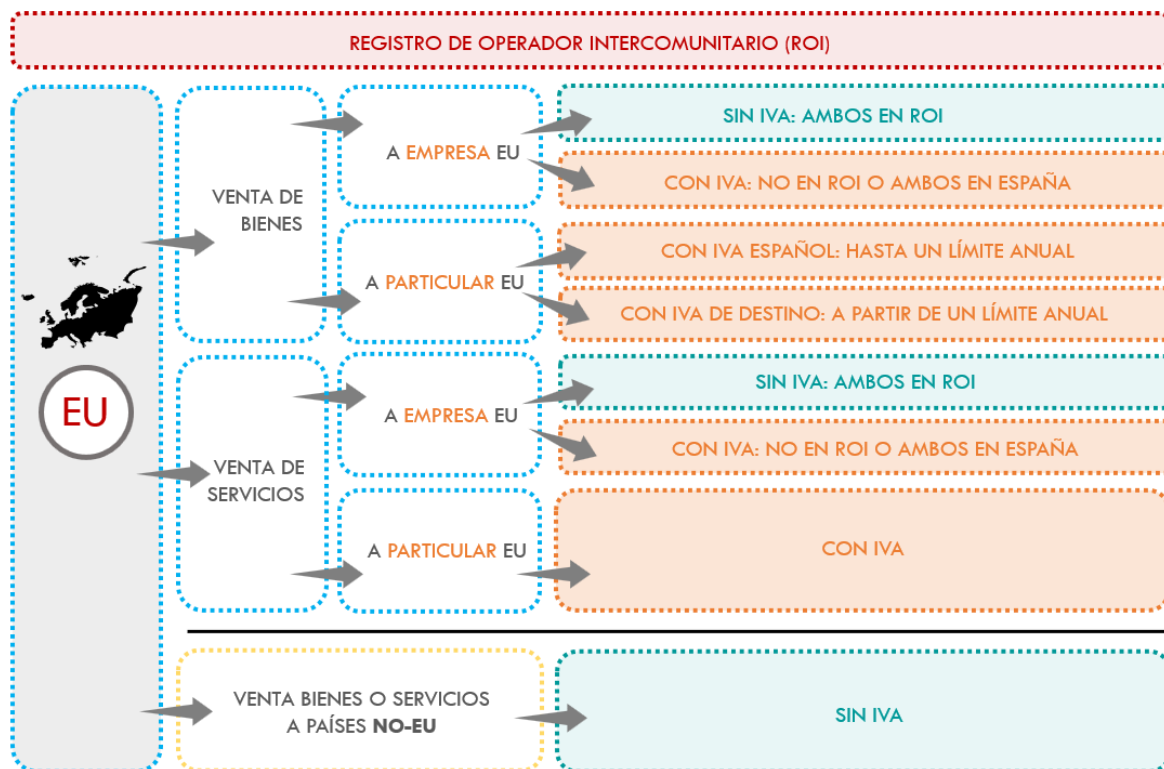 REGISTRO DE OPERADOR INTERCOMUNITARIO (ROI)
EU
VENTA DE
BIENES
A EMPRESA EU
SIN IVA: AMBOS EN ROI
CON IVA: NO EN ROI O AMBOS EN ESPAÑA
A PARTICULAR EU
CON IVA ESPAÑOL: HASTA UN LÍMITE ANUAL
CON IVA DE DESTINO: A PARTIR DE UN LÍMITE ANUAL
VENTA DE
SERVICIOS
A EMPRESA EU
SIN IVA: AMBOS EN ROI
CON IVA: NO EN ROI O AMBOS EN ESPAÑA
A PARTICULAR EU
CON IVA
VENTA BIENES O SERVICIOS
A PAÍSES NO-EU
SIN IVA